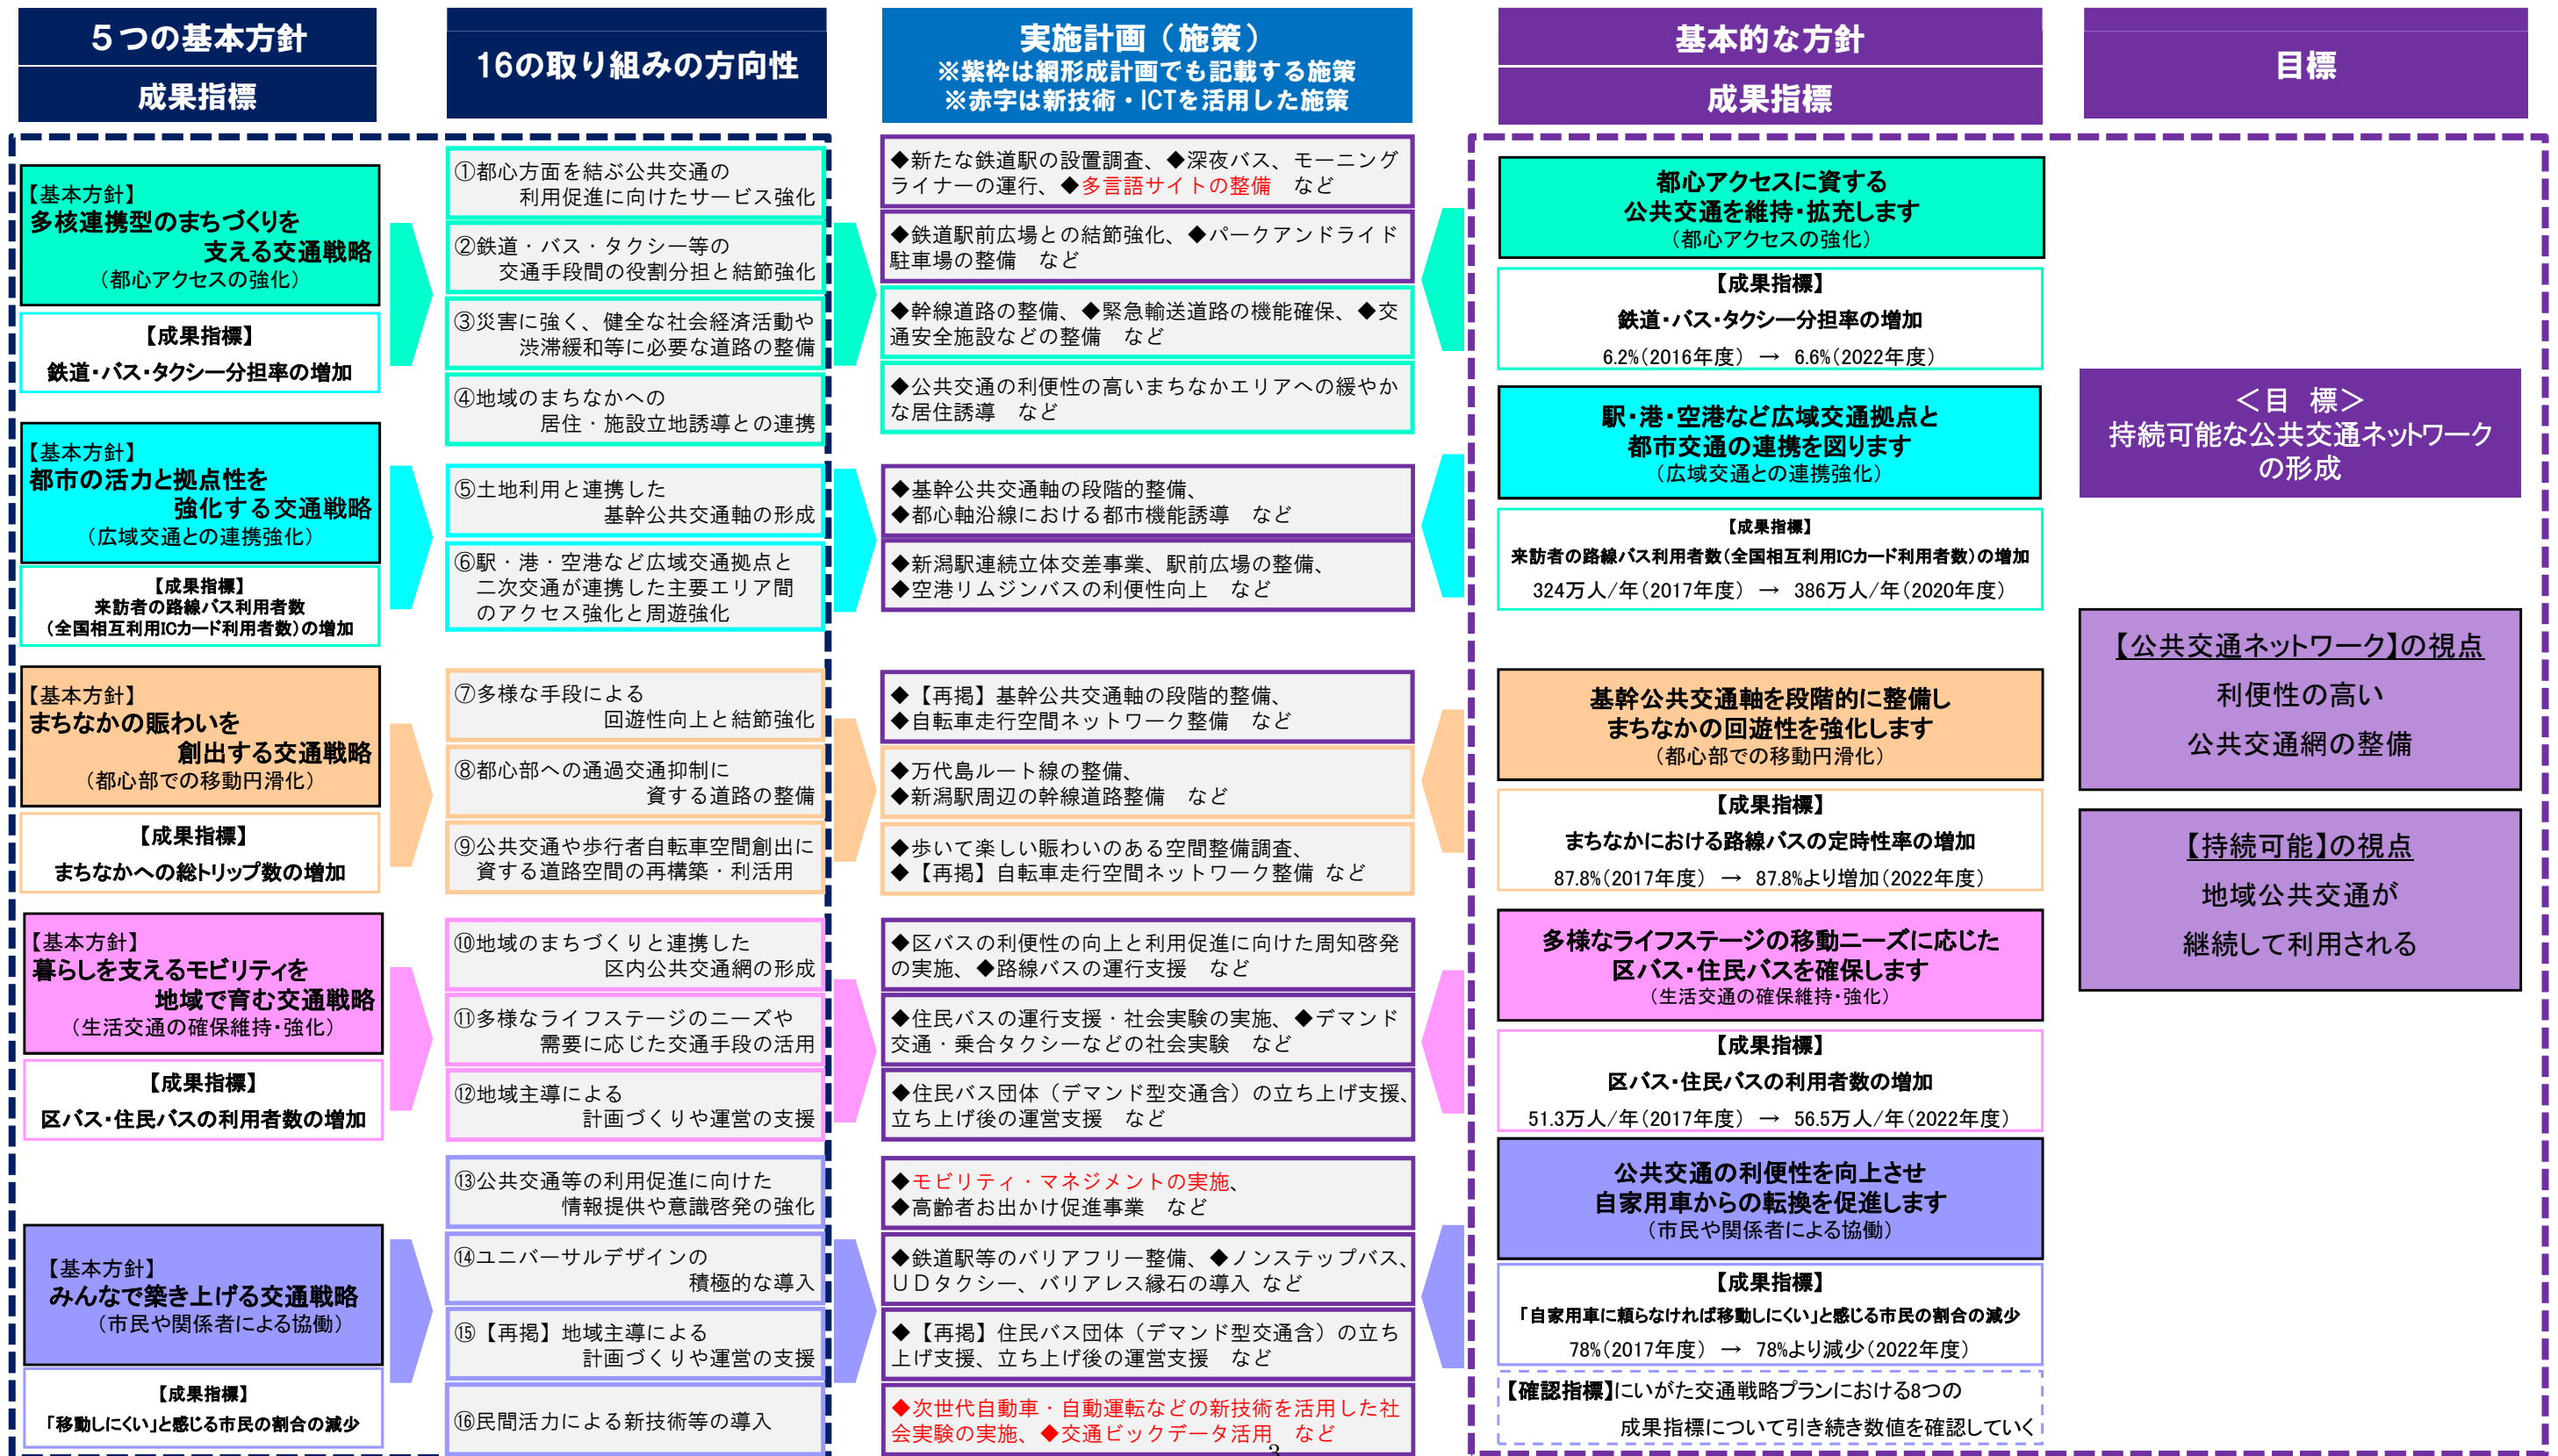 5つの基本方針
成果指標
16の取り組みの方向性
実施計画（施策）
※紫枠は網形成計画でも記載する施策
※赤字は新技術・ICTを活用した施策
基本的な方針
成果指標
目標
【基本方針】
多核連携型のまちづくりを
支える交通戦略
（都心アクセスの強化）
【成果指標】
鉄道・バス・タクシー分担率の増加
【基本方針】
都市の活力と拠点性を
強化する交通戦略
（広域交通との連携強化）
【成果指標】
来訪者の路線バス利用者数
（全国相互利用ICカード利用者数）の増加
【基本方針】
まちなかの賑わいを
創出する交通戦略
（都心部での移動円滑化）
【成果指標】
まちなかへの総トリップ数の増加
【基本方針】
暮らしを支えるモビリティを
地域で育む交通戦略
（生活交通の確保維持・強化）
【成果指標】
区バス・住民バスの利用者数の増加
【基本方針】
みんなで築き上げる交通戦略
（市民や関係者による協働）
【成果指標】
「移動しにくい」と感じる市民の割合の減少
①都心方面を結ぶ公共交通の
利用促進に向けたサービス強化
②鉄道・バス・タクシー等の
交通手段間の役割分担と結節強化
③災害に強く、健全な社会経済活動や
渋滞緩和等に必要な道路の整備
④地域のまちなかへの
居住・施設立地誘導との連携
⑤土地利用と連携した
基幹公共交通軸の形成
⑥駅・港・空港など広域交通拠点と
二次交通が連携した主要エリア間
のアクセス強化と周遊強化
⑦多様な手段による
回遊性向上と結節強化
⑧都心部への通過交通抑制に
資する道路の整備
⑨公共交通や歩行者自転車空間創出に
資する道路空間の再構築・利活用
⑩地域のまちづくりと連携した
区内公共交通網の形成
⑪多様なライフステージのニーズや
需要に応じた交通手段の活用
⑫地域主導による
計画づくりや運営の支援
⑬公共交通等の利用促進に向けた
情報提供や意識啓発の強化
⑭ユニバーサルデザインの
積極的な導入
⑮【再掲】地域主導による
計画づくりや運営の支援
⑯民間活力による新技術等の導入
◆新たな鉄道駅の設置調査、◆深夜バス、モーニング
ライナーの運行、◆多言語サイトの整備　など
◆鉄道駅前広場との結節強化、◆パークアンドライド
駐車場の整備　など
◆幹線道路の整備、◆緊急輸送道路の機能確保、◆交
通安全施設などの整備　など
◆公共交通の利便性の高いまちなかエリアへの緩やか
な居住誘導　など
◆基幹公共交通軸の段階的整備、
◆都心軸沿線における都市機能誘導　など
◆新潟駅連続立体交差事業、駅前広場の整備、
◆空港リムジンバスの利便性向上　など
◆【再掲】基幹公共交通軸の段階的整備、
◆自転車走行空間ネットワーク整備　など
◆万代島ルート線の整備、
◆新潟駅周辺の幹線道路整備　など
◆歩いて楽しい賑わいのある空間整備調査、
◆【再掲】自転車走行空間ネットワーク整備 など
◆区バスの利便性の向上と利用促進に向けた周知啓発
の実施、◆路線バスの運行支援　など
◆住民バスの運行支援・社会実験の実施、◆デマンド
交通・乗合タクシーなどの社会実験　など
◆住民バス団体（デマンド型交通含）の立ち上げ支援、
立ち上げ後の運営支援　など
◆モビリティ・マネジメントの実施、
◆高齢者お出かけ促進事業　など
◆鉄道駅等のバリアフリー整備、◆ノンステップバス、
ＵＤタクシー、バリアレス縁石の導入 など
◆【再掲】住民バス団体（デマンド型交通含）の立ち
上げ支援、立ち上げ後の運営支援　など
◆次世代自動車・自動運転などの新技術を活用した社
会実験の実施、◆交通ビックデータ活用　など
3
都心アクセスに資する
公共交通を維持・拡充します
（都心アクセスの強化）
【成果指標】
鉄道・バス・タクシー分担率の増加
6.2%（2016年度） → 6.6%（2022年度）
駅・港・空港など広域交通拠点と
都市交通の連携を図ります
（広域交通との連携強化）
【成果指標】
来訪者の路線バス利用者数（全国相互利用ICカード利用者数）の増加
324万人/年（2017年度） → 386万人/年（2020年度）
基幹公共交通軸を段階的に整備し
まちなかの回遊性を強化します
（都心部での移動円滑化）
【成果指標】
まちなかにおける路線バスの定時性率の増加
87.8%（2017年度） → 87.8%より増加（2022年度）
多様なライフステージの移動ニーズに応じた
区バス・住民バスを確保します
（生活交通の確保維持・強化）
【成果指標】
区バス・住民バスの利用者数の増加
51.3万人/年（2017年度） → 56.5万人/年（2022年度）
公共交通の利便性を向上させ
自家用車からの転換を促進します
（市民や関係者による協働）
【成果指標】
「自家用車に頼らなければ移動しにくい」と感じる市民の割合の減少
78%（2017年度） → 78%より減少（2022年度）
【確認指標】にいがた交通戦略プランにおける8つの
成果指標について引き続き数値を確認していく
＜目　標＞
持続可能な公共交通ネットワーク
の形成
【公共交通ネットワーク】の視点
利便性の高い
公共交通網の整備
【持続可能】の視点
地域公共交通が
継続して利用される